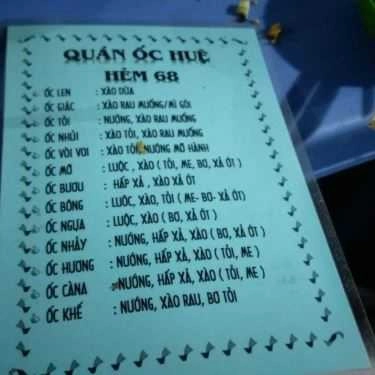 QUÁN ỐC HUỆ
HẺM 68
ỐC LEN : XÀO DỪA
ỐC GIÁC : XÀO RAU MUỐNG/MÌ GÓI
ỐC TỎI : NƯỚNG, XÀO RAU MUỐNG
ỐC NHỦI : XÀO TỎI, XÀO RAU MUỐNG
ỐC VÒI VOI : XÀO TỎI, NƯỚNG MỠ HÀNH
ỐC MỠ : LUỘC , XÀO ( TỎI, ME, BƠ, XẢ ỚT )
ỐC BƯƠU : HẤP XẢ , XÀO XẢ ỚT
ỐC BÔNG : LUỘC, XÀO, TỎI ( ME- BƠ- XẢ ỚT )
ỐC NGỰA : LUỘC, XÀO ( BƠ, XẢ ỚT )
ỐC NHẢY : NƯỚNG, HẤP XẢ, XÀO ( BƠ, XẢ ỚT )
ỐC HƯƠNG : NƯỚNG, HẤP XẢ, XÀO ( TỎI, ME )
ỐC CÀNA : NƯỚNG, HẤP XẢ, XÀO ( TỎI, ME )
ỐC KHẾ : NƯỚNG, XÀO RAU, BƠ TỎI